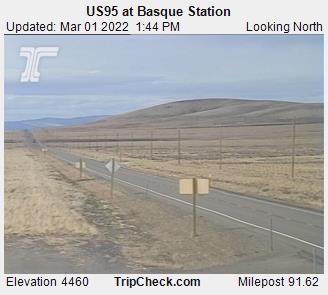 US95 at Basque Station
Updated: Mar 01 2022 1:44 PM Looking North
Elevation 4460 TripCheck.com Milepost 91.62